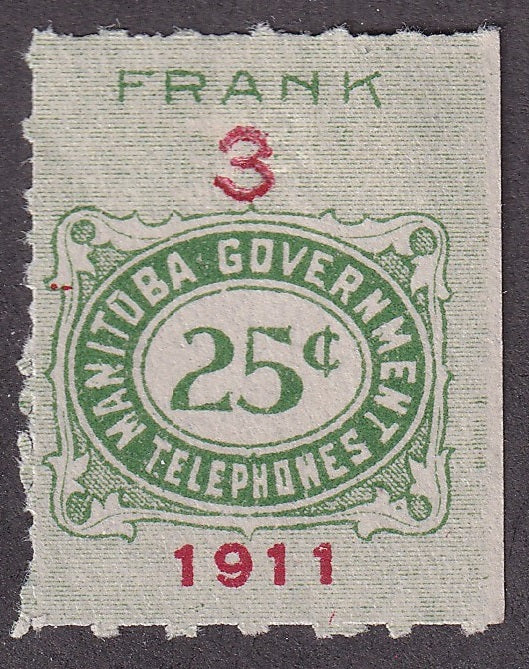 FRANK
3
MANITOBA GOVERNMENT
25¢
TELEPHONES
1911